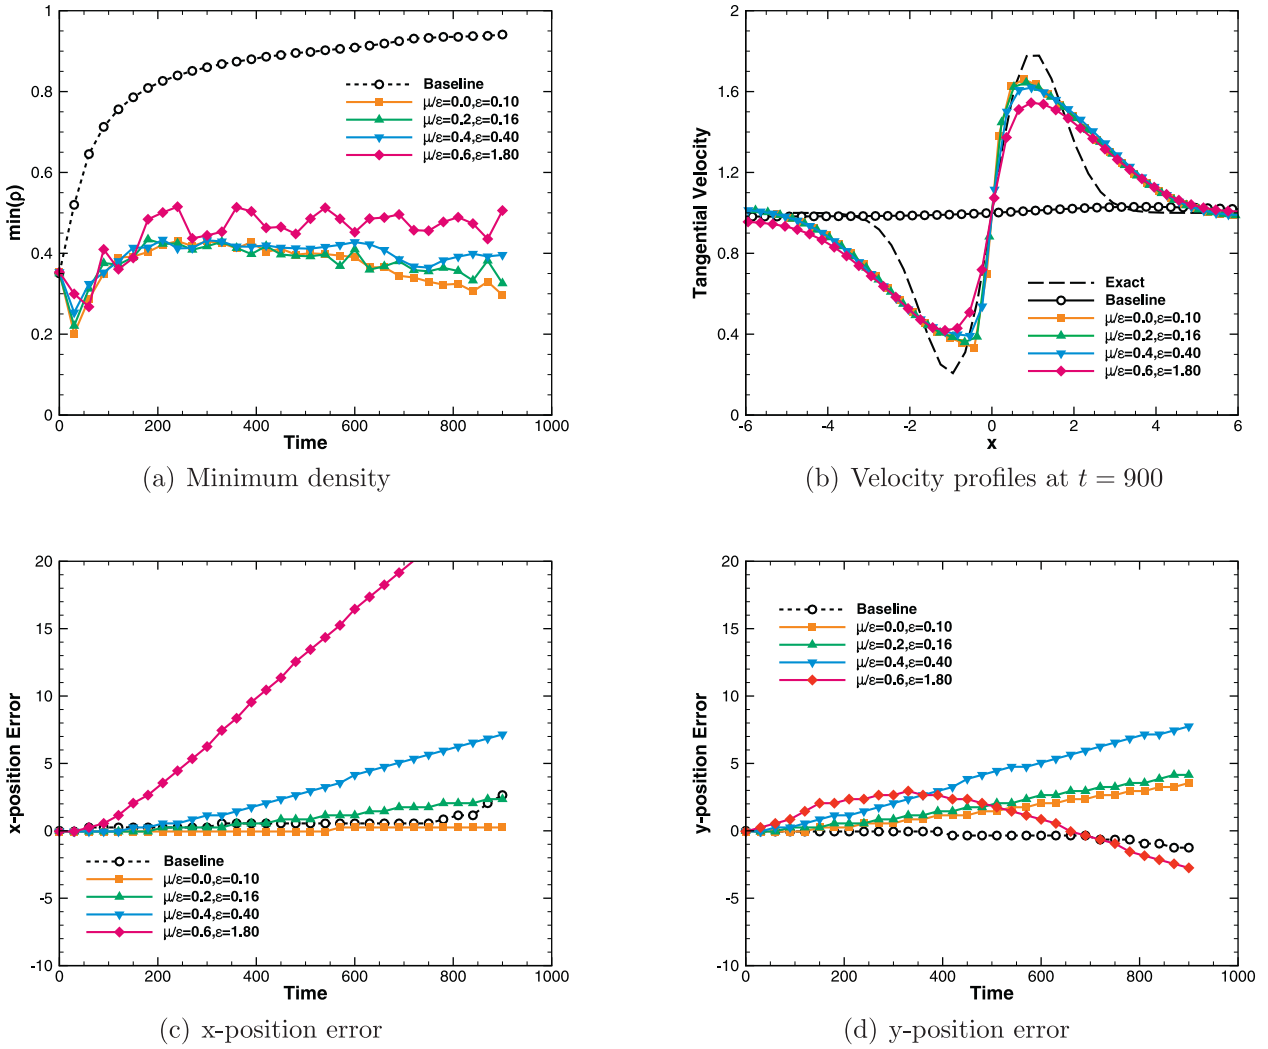 1
0.8
0.6
0.4
0.2
0
min(ρ)
0 200 400 600 800 1000
Time
Baseline
μ/ε=0.0,ε=0.10
μ/ε=0.2,ε=0.16
μ/ε=0.4,ε=0.40
μ/ε=0.6,ε=1.80
(a) Minimum density
2
1.6
1.2
0.8
0.4
0
Tangential Velocity
-6 -4 -2 0 2 4 6
x
Exact
Baseline
μ/ε=0.0,ε=0.10
μ/ε=0.2,ε=0.16
μ/ε=0.4,ε=0.40
μ/ε=0.6,ε=1.80
(b) Velocity profiles at t = 900
20
15
10
5
0
-5
-10
x-position Error
0 200 400 600 800 1000
Time
Baseline
μ/ε=0.0,ε=0.10
μ/ε=0.2,ε=0.16
μ/ε=0.4,ε=0.40
μ/ε=0.6,ε=1.80
(c) x-position error
20
15
10
5
0
-5
-10
y-position Error
0 200 400 600 800 1000
Time
Baseline
μ/ε=0.0,ε=0.10
μ/ε=0.2,ε=0.16
μ/ε=0.4,ε=0.40
μ/ε=0.6,ε=1.80
(d) y-position error